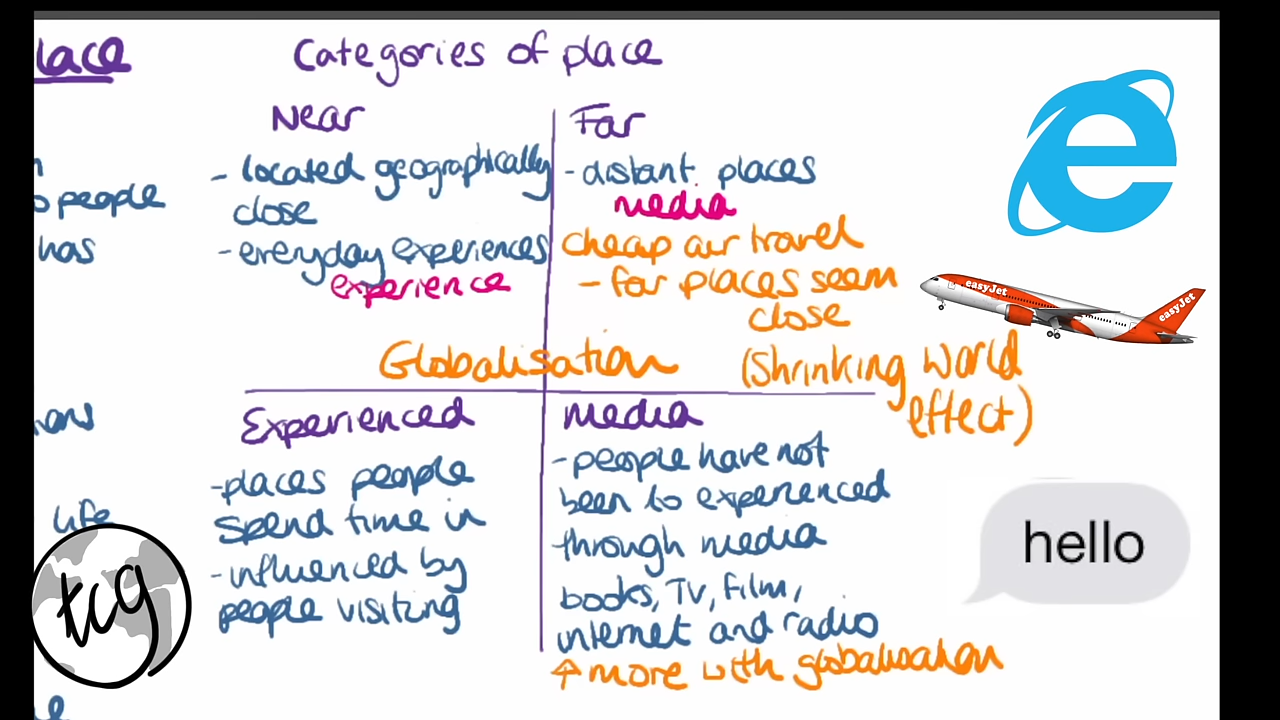 lace
Categories of place
Near
Far
- located geographically
close
- everyday experiences
experience
- distant places
media
cheap air travel
- far places seem
close
people
has
Globalisation
(Shrinking world
effect)
Experienced
- places people
spend time in
- influenced by
people visiting
media
- people have not
been to experienced
through media
books, TV, film,
internet and radio
↑ more with globalisation
ons
life
tcg
easyJet
easyJet
hello